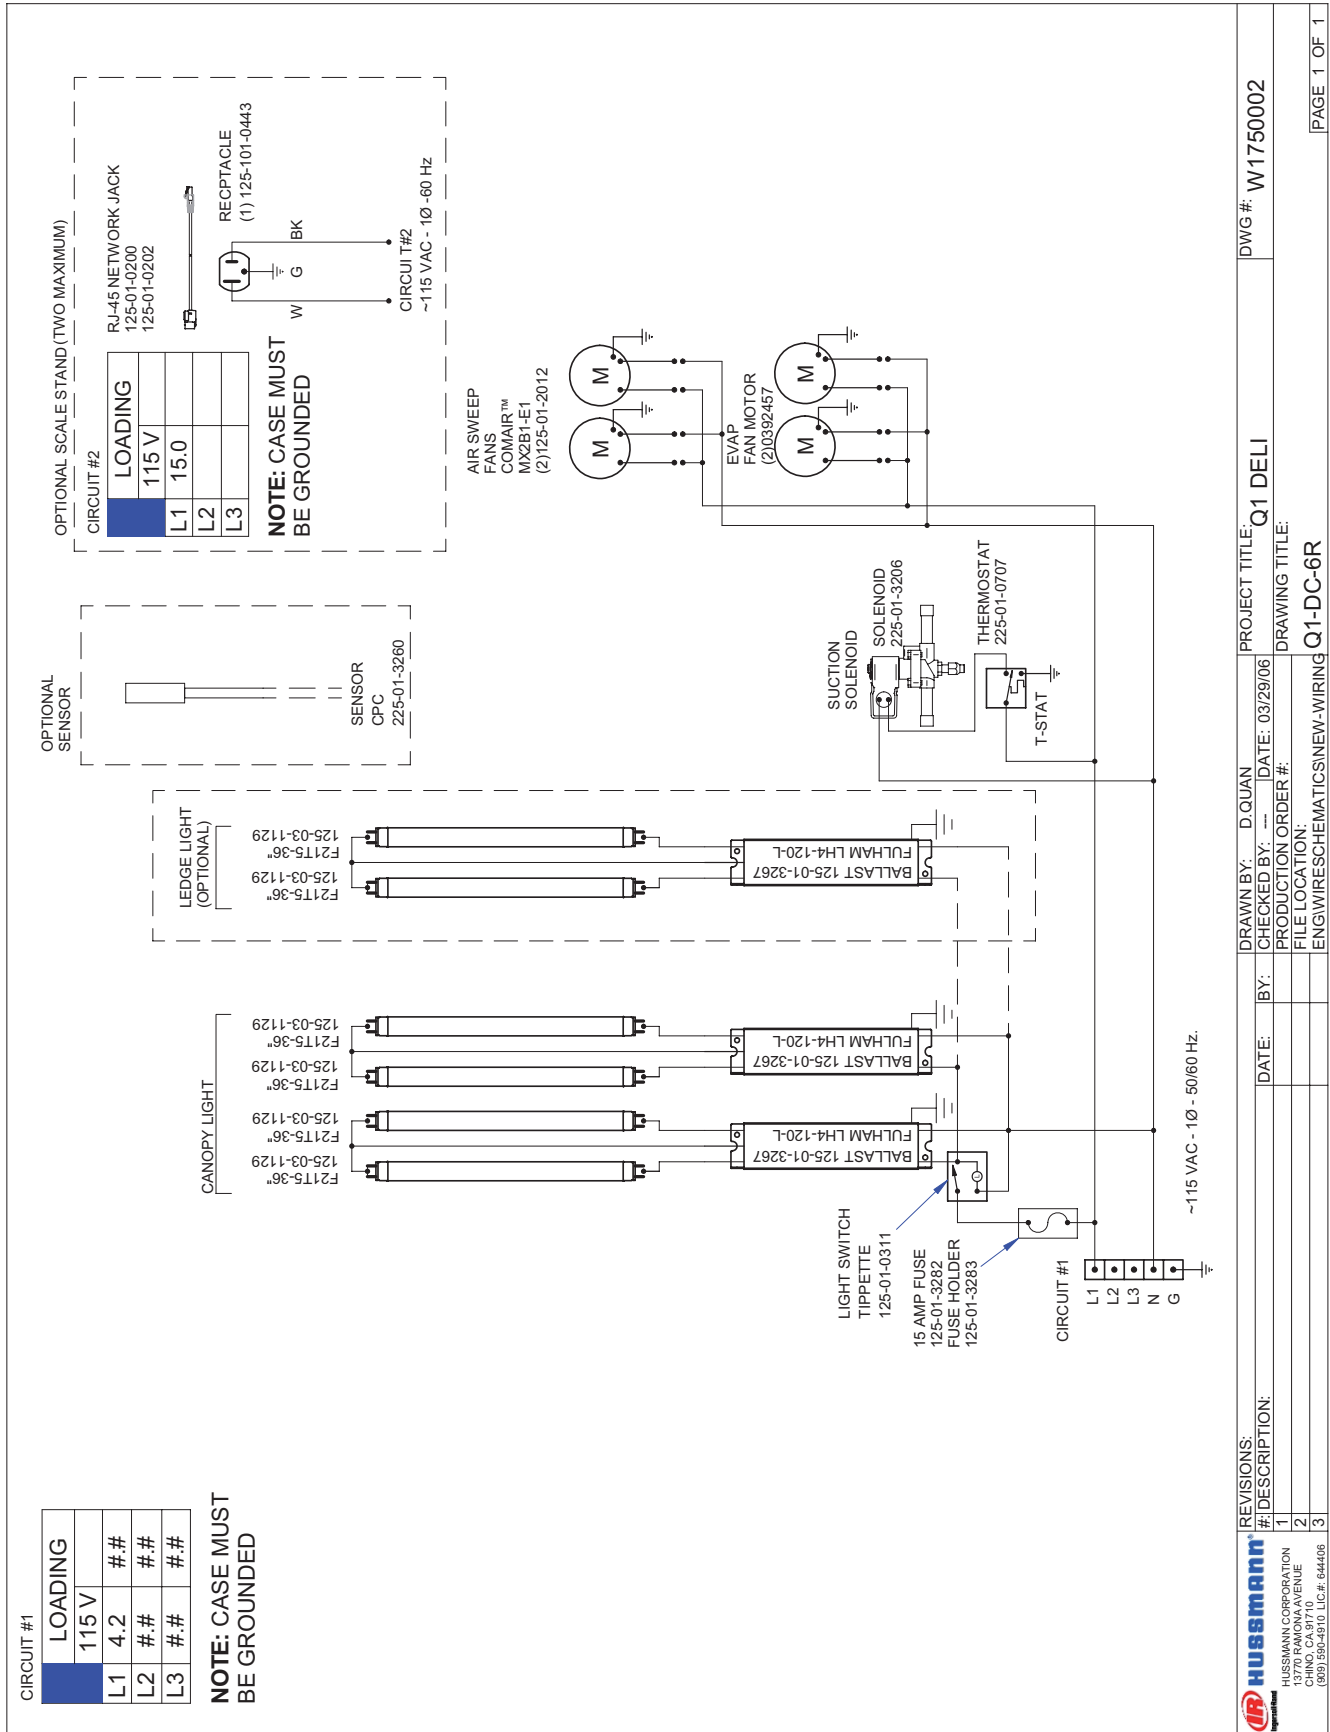 CIRCUIT #1
LOADING
115 V
L1 4.2 #.#
L2 #.# #.#
L3 #.# #.#
NOTE: CASE MUST
BE GROUNDED
CANOPY LIGHT
F21T5-36"
125-03-1129
F21T5-36"
125-03-1129
F21T5-36"
125-03-1129
F21T5-36"
125-03-1129
BALLAST 125-01-3267
FULHAM LH4-120-L
BALLAST 125-01-3267
FULHAM LH4-120-L
LEDGE LIGHT
(OPTIONAL)
F21T5-36"
125-03-1129
F21T5-36"
125-03-1129
BALLAST 125-01-3267
FULHAM LH4-120-L
LIGHT SWITCH
TIPPETTE
125-01-0311
L
15 AMP FUSE
125-01-3282
FUSE HOLDER
125-01-3283
CIRCUIT #1
L1
L2
L3
N
G
~115 VAC - 1Ø - 50/60 Hz.
OPTIONAL
SENSOR
SENSOR
CPC
225-01-3260
SUCTION
SOLENOID
SOLENOID
225-01-3206
THERMOSTAT
225-01-0707
T-STAT
OPTIONAL SCALE STAND (TWO MAXIMUM)
CIRCUIT #2
LOADING
115 V
L1 15.0
L2
L3
NOTE: CASE MUST
BE GROUNDED
RJ-45 NETWORK JACK
125-01-0200
125-01-0202
RECPTACLE
(1) 125-101-0443
W
G
BK
CIRCUI T#2
~115 VAC - 1Ø -60 Hz
AIR SWEEP
FANS
COMAIR™
MX2B1-E1
(2)125-01-2012
M
M
EVAP
FAN MOTOR
(2)0392457
M
M
IR HUSSMANN®
Ingersoll-Rand
HUSSMANN CORPORATION
13770 RAMONA AVENUE
CHINO, CA.91710
(909) 590-4910 LIC.#: 644406
REVISIONS:
#: DESCRIPTION: DATE: BY:
1
2
3
DRAWN BY: D.QUAN
CHECKED BY: --- DATE: 03/29/06
PRODUCTION ORDER #:
FILE LOCATION:
ENG\WIRESCHEMATICS\NEW-WIRING
PROJECT TITLE:
Q1 DELI
DRAWING TITLE:
Q1-DC-6R
DWG #: W1750002
PAGE 1 OF 1